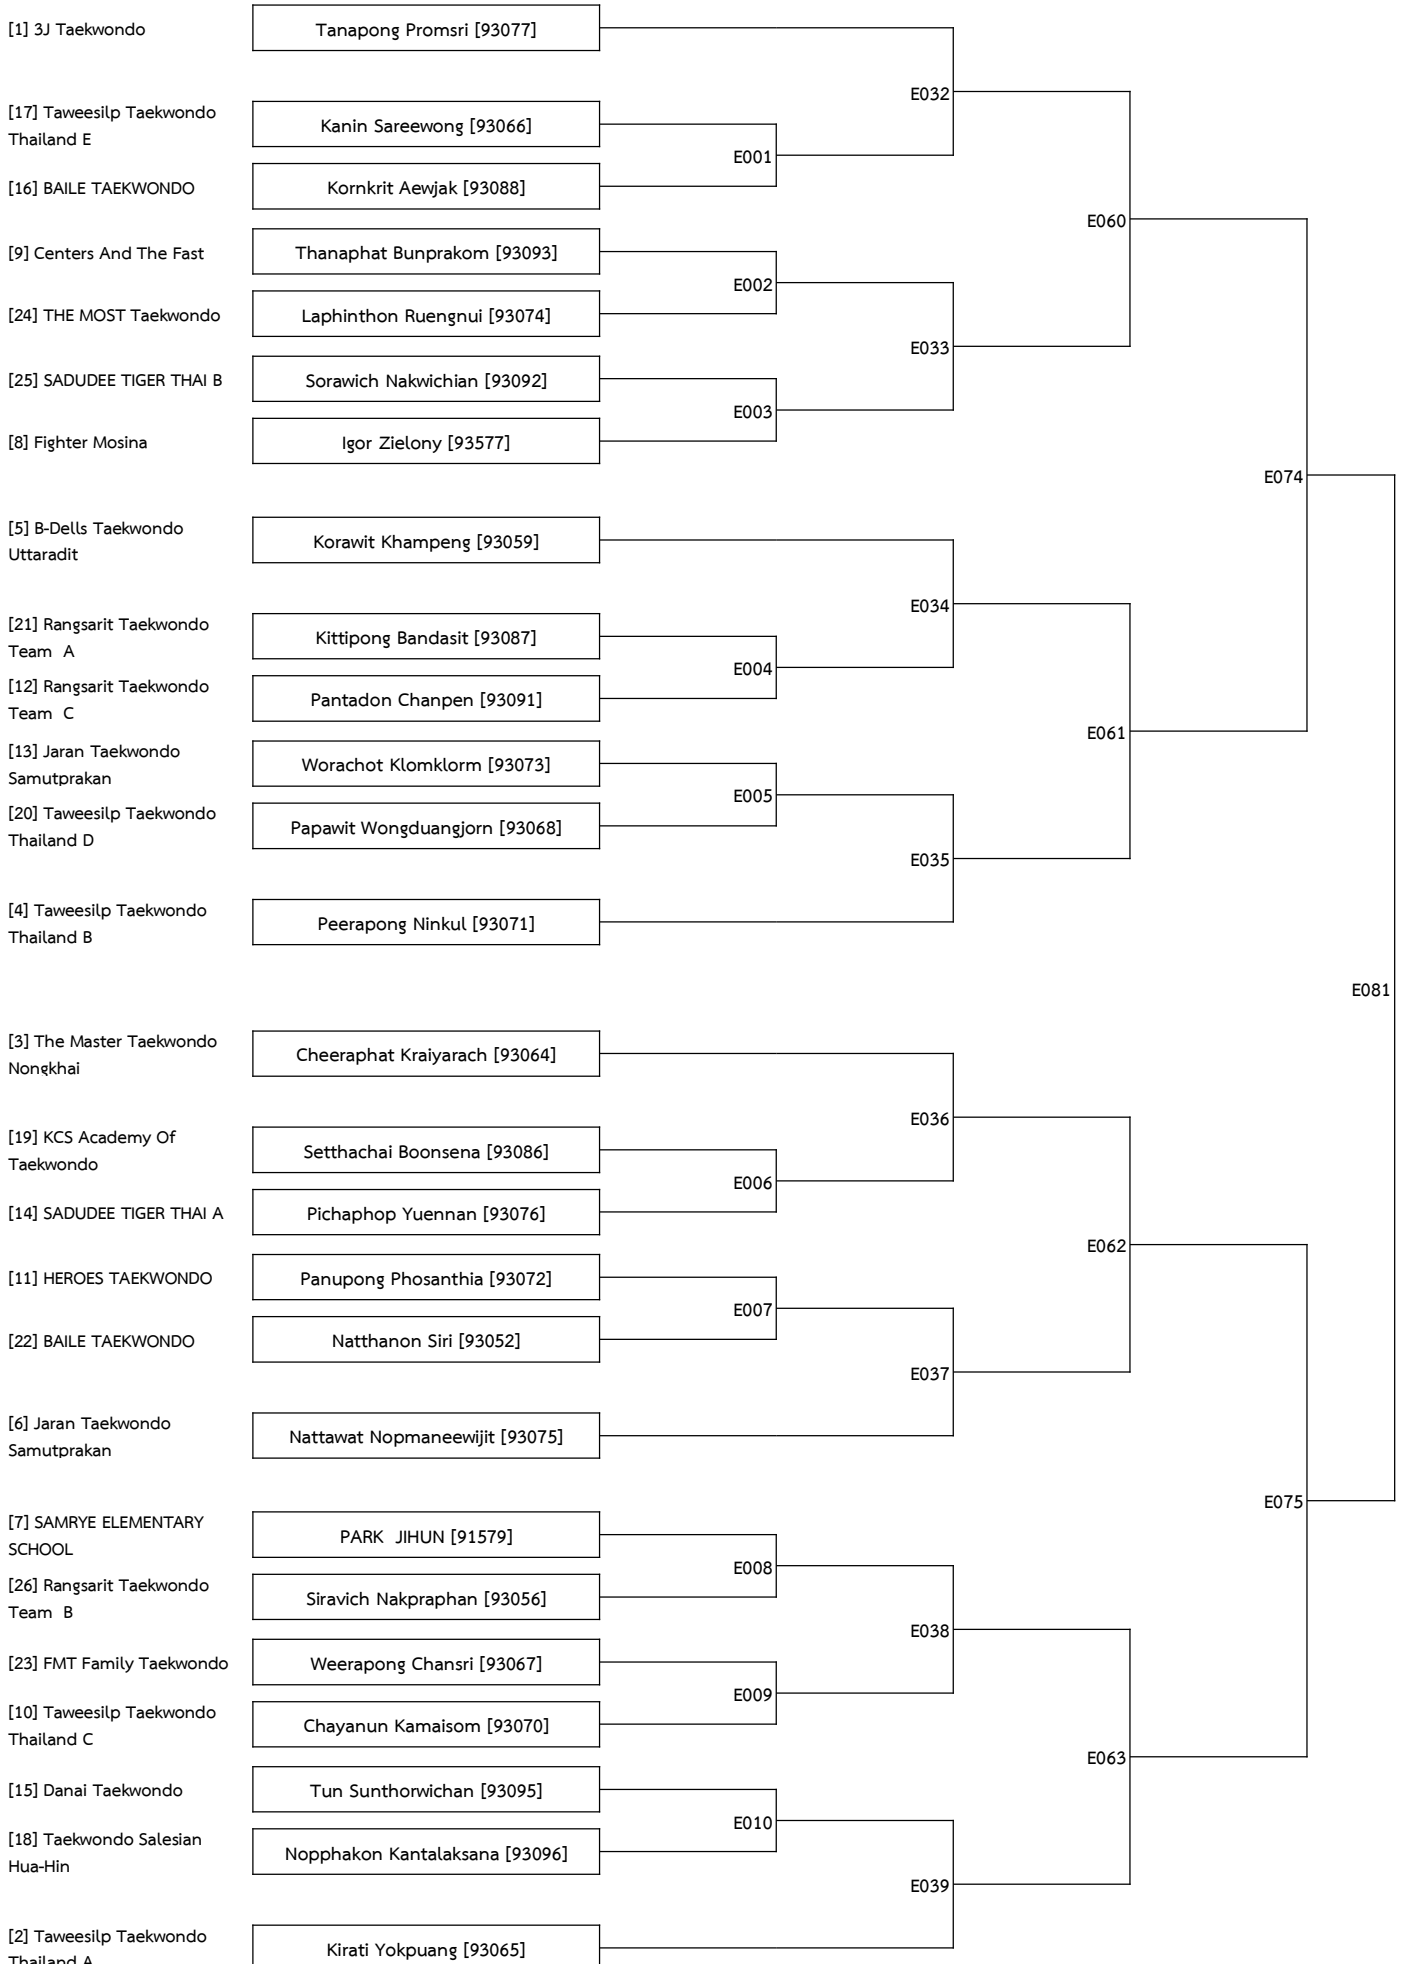 [1] 3J Taekwondo
Tanapong Promsri [93077]
E032
[17] Taweesilp Taekwondo
Thailand E
Kanin Sareewong [93066]
E001
[16] BAILE TAEKWONDO
Kornkrit Aewjak [93088]
E060
[9] Centers And The Fast
Thanaphat Bunprakom [93093]
E002
[24] THE MOST Taekwondo
Laphinthon Ruengnui [93074]
E033
[25] SADUDEE TIGER THAI B
Sorawich Nakwichian [93092]
E003
[8] Fighter Mosina
Igor Zielony [93577]
E074
[5] B-Dells Taekwondo
Uttaradit
Korawit Khampeng [93059]
E034
[21] Rangsarit Taekwondo
Team  A
Kittipong Bandasit [93087]
E004
[12] Rangsarit Taekwondo
Team  C
Pantadon Chanpen [93091]
E061
[13] Jaran Taekwondo
Samutprakan
Worachot Klomklorm [93073]
E005
[20] Taweesilp Taekwondo
Thailand D
Papawit Wongduangjorn [93068]
E035
[4] Taweesilp Taekwondo
Thailand B
Peerapong Ninkul [93071]
E081
[3] The Master Taekwondo
Nongkhai
Cheeraphat Kraiyarach [93064]
E036
[19] KCS Academy Of
Taekwondo
Setthachai Boonsena [93086]
E006
[14] SADUDEE TIGER THAI A
Pichaphop Yuennan [93076]
E062
[11] HEROES TAEKWONDO
Panupong Phosanthia [93072]
E007
[22] BAILE TAEKWONDO
Natthanon Siri [93052]
E037
[6] Jaran Taekwondo
Samutprakan
Nattawat Nopmaneewijit [93075]
E075
[7] SAMRYE ELEMENTARY
SCHOOL
PARK  JIHUN [91579]
E008
[26] Rangsarit Taekwondo
Team  B
Siravich Nakpraphan [93056]
E038
[23] FMT Family Taekwondo
Weerapong Chansri [93067]
E009
[10] Taweesilp Taekwondo
Thailand C
Chayanun Kamaisom [93070]
E063
[15] Danai Taekwondo
Tun Sunthorwichan [93095]
E010
[18] Taekwondo Salesian
Hua-Hin
Nopphakon Kantalaksana [93096]
E039
[2] Taweesilp Taekwondo
Thailand A
Kirati Yokpuang [93065]